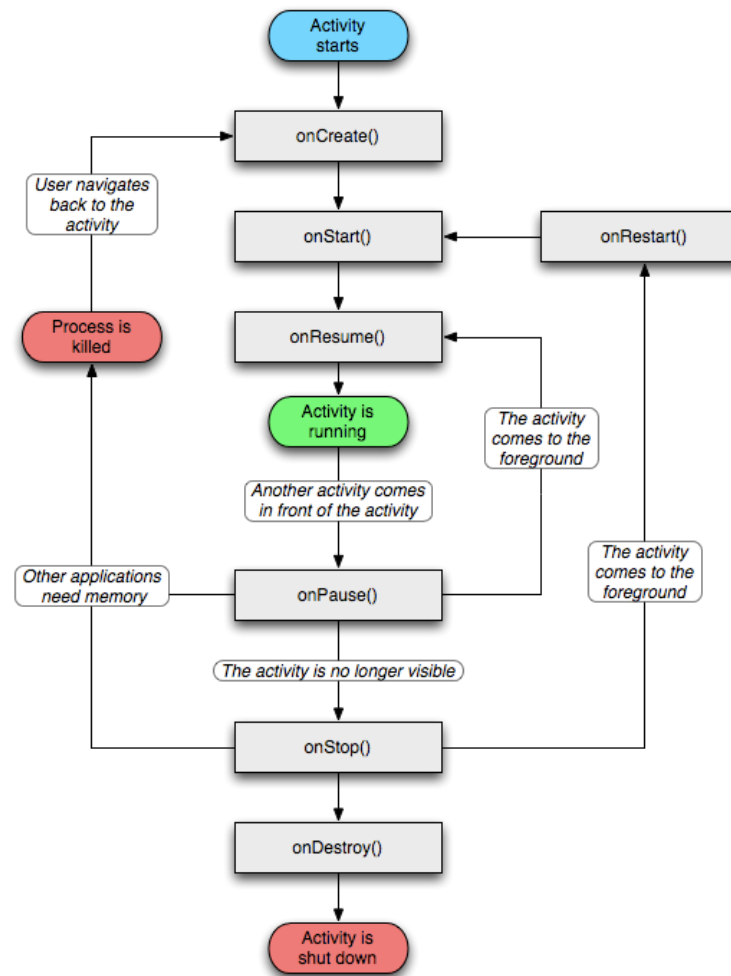 Activity
starts
onCreate()
User navigates
back to the
activity
onStart()
onRestart()
Process is
killed
onResume()
Activity is
running
The activity
comes to the
foreground
Another activity comes
in front of the activity
The activity
comes to the
foreground
Other applications
need memory
onPause()
The activity is no longer visible
onStop()
onDestroy()
Activity is
shut down